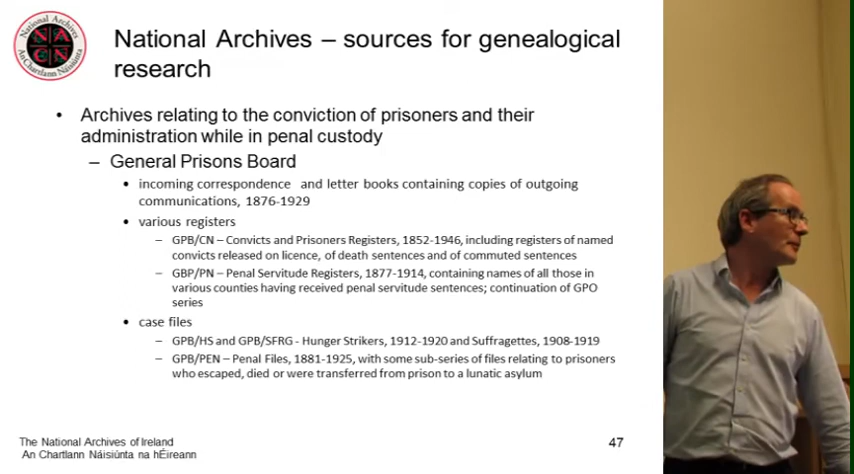 National Archives – sources for genealogical
research
• Archives relating to the conviction of prisoners and their
administration while in penal custody
– General Prisons Board
• incoming correspondence and letter books containing copies of outgoing
communications, 1876-1929
• various registers
– GPB/CN – Convicts and Prisoners Registers, 1852-1946, including registers of named
convicts released on licence, of death sentences and of commuted sentences
– GBP/PN – Penal Servitude Registers, 1877-1914, containing names of all those in
various counties having received penal servitude sentences; continuation of GPO
series
• case files
– GPB/HS and GPB/SFRG - Hunger Strikers, 1912-1920 and Suffragettes, 1908-1919
– GPB/PEN – Penal Files, 1881-1925, with some sub-series of files relating to prisoners
who escaped, died or were transferred from prison to a lunatic asylum
The National Archives of Ireland
An Chartlann Náisiúnta na hÉireann
47
National Archives
An Chartlann Náisiúnta